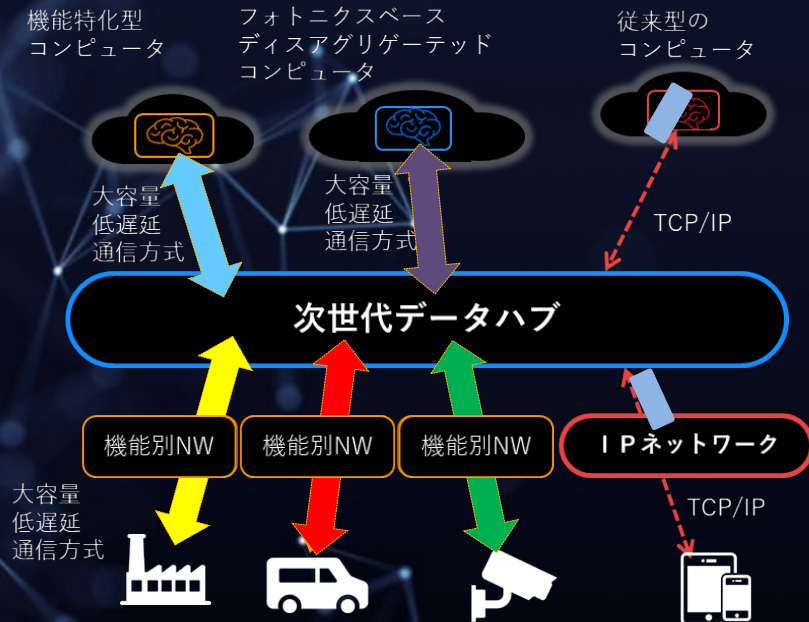 機能特化型
コンピュータ
フォトニクスベース
ディスアグリゲーテッド
コンピュータ
従来型の
コンピュータ
大容量
低遅延
通信方式
大容量
低遅延
通信方式
TCP/IP
次世代データハブ
機能別NW
機能別NW
機能別NW
ＩＰネットワーク
大容量
低遅延
通信方式
TCP/IP